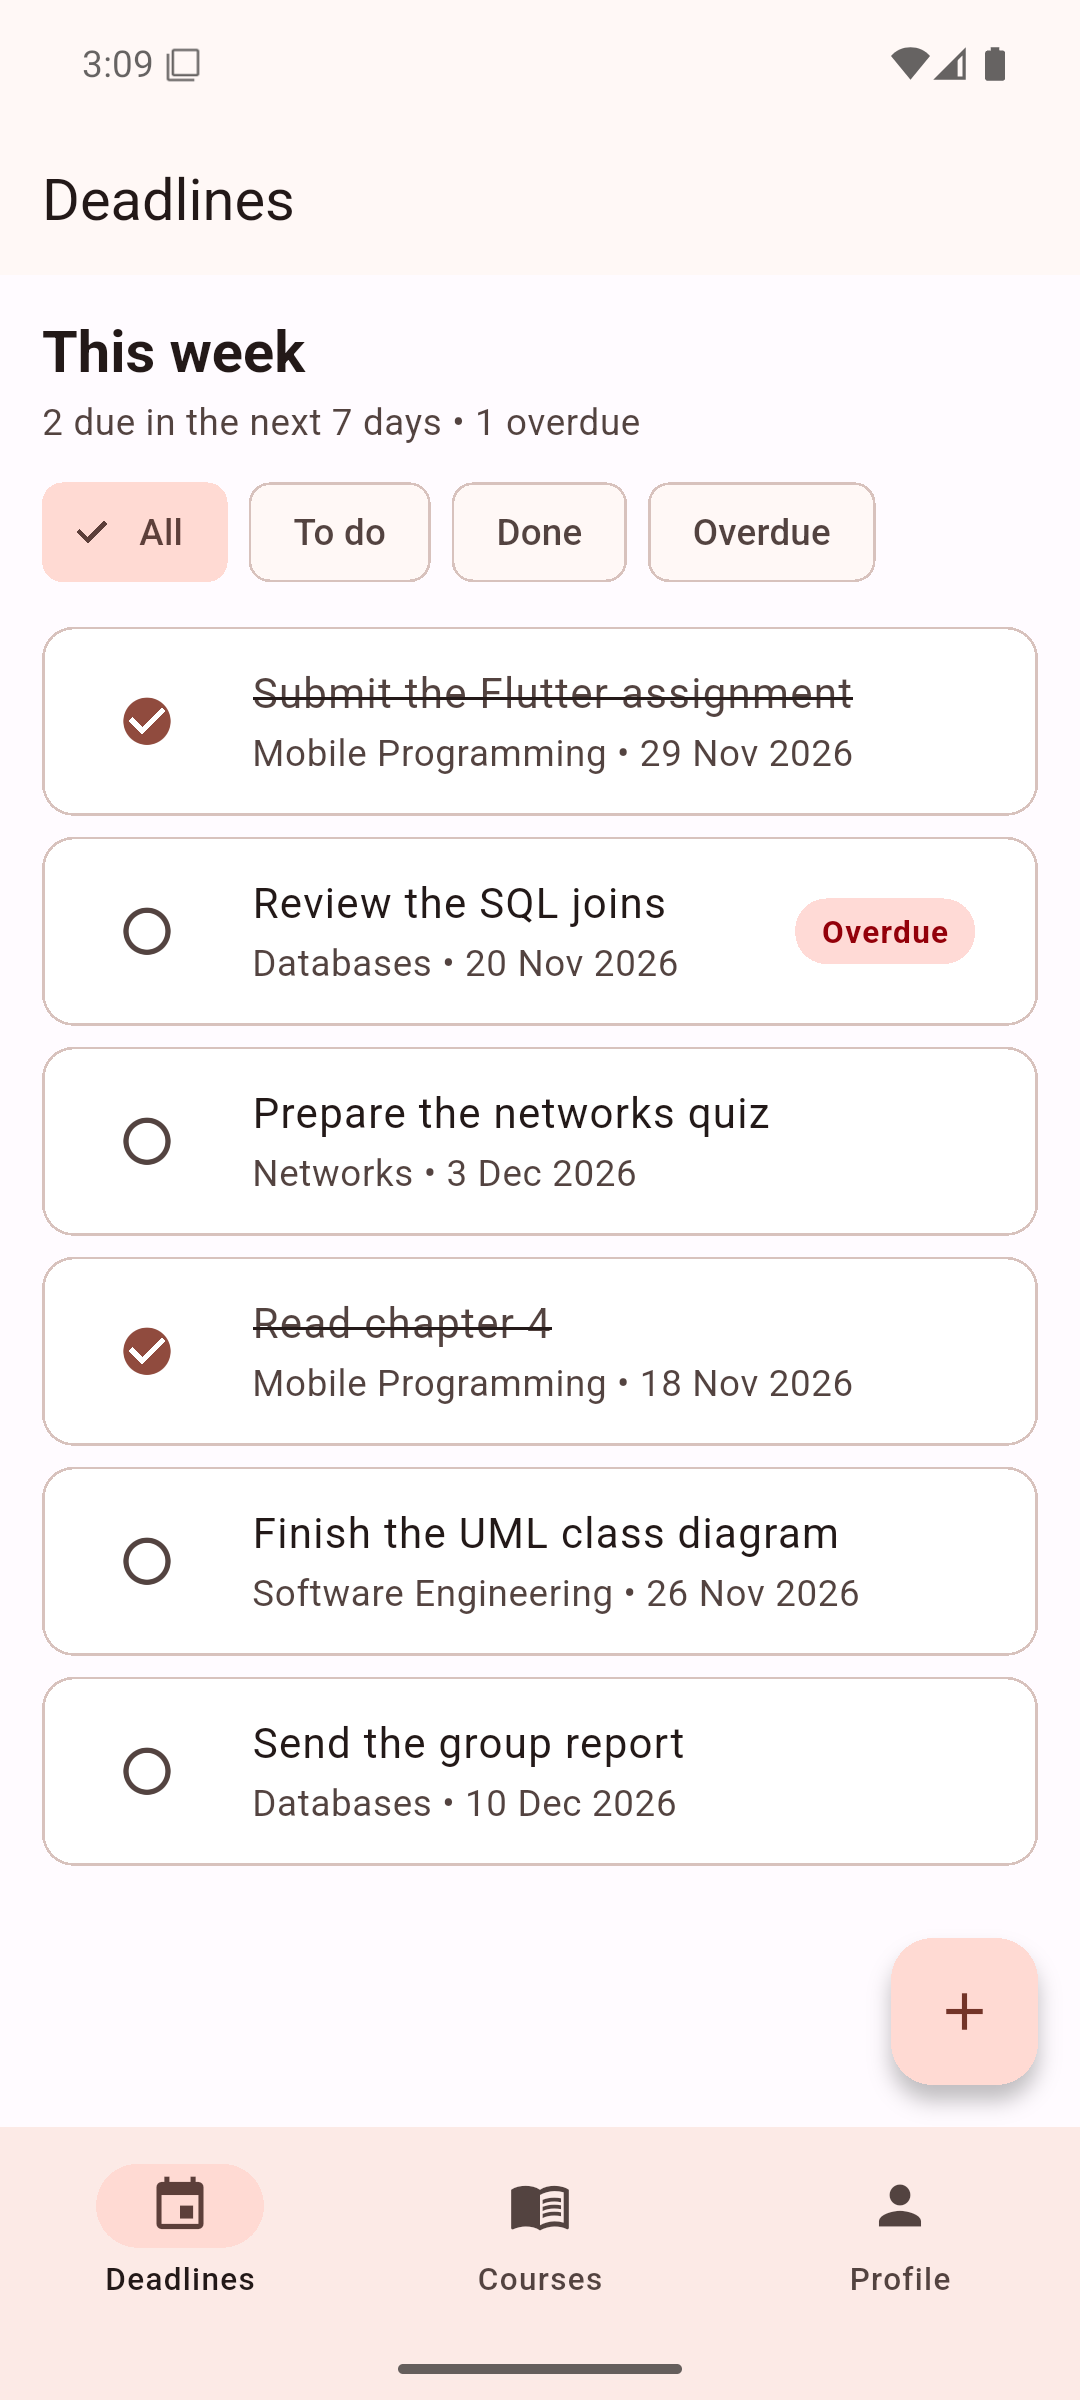 3:09
Deadlines
This week
2 due in the next 7 days • 1 overdue
All
To do
Done
Overdue
Submit the Flutter assignment
Mobile Programming • 29 Nov 2026
Review the SQL joins
Databases • 20 Nov 2026
Overdue
Prepare the networks quiz
Networks • 3 Dec 2026
Read chapter 4
Mobile Programming • 18 Nov 2026
Finish the UML class diagram
Software Engineering • 26 Nov 2026
Send the group report
Databases • 10 Dec 2026
Deadlines
Courses
Profile